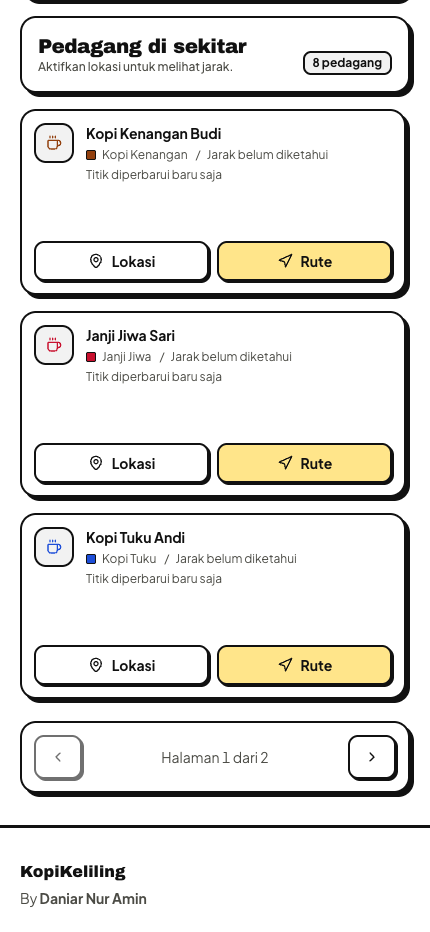 Pedagang di sekitar
Aktifkan lokasi untuk melihat jarak.
8 pedagang
Kopi Kenangan Budi
Kopi Kenangan / Jarak belum diketahui
Titik diperbarui baru saja
Lokasi
Rute
Janji Jiwa Sari
Janji Jiwa / Jarak belum diketahui
Titik diperbarui baru saja
Lokasi
Rute
Kopi Tuku Andi
Kopi Tuku / Jarak belum diketahui
Titik diperbarui baru saja
Lokasi
Rute
Halaman 1 dari 2
KopiKeliling
By Daniar Nur Amin